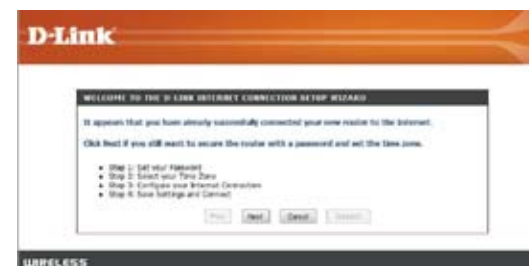 D-Link
WELCOME TO THE D-LINK INTERNET CONNECTION SETUP WIZARD
It appears that you have already successfully connected your new router to the Internet.
Click Next if you still want to secure the router with a password and set the time zone.
• Step 1: Set your Password
• Step 2: Select your Time Zone
• Step 3: Configure your Internet Connection
• Step 4: Save Settings and Connect
Prev Next Cancel Connect
WIRELESS